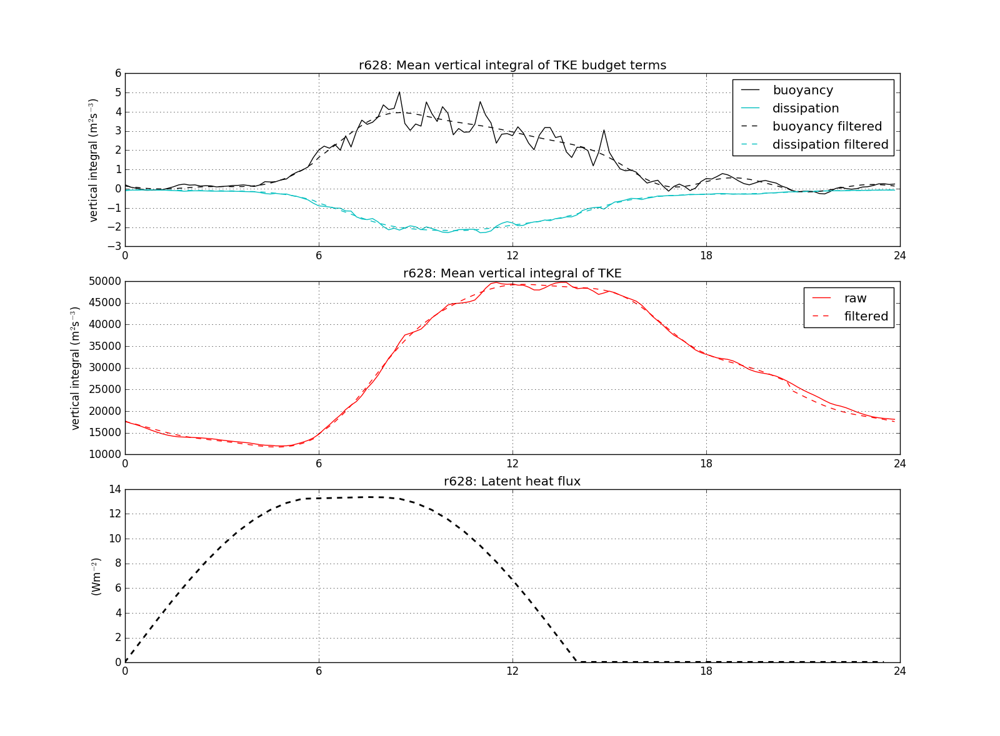 r628: Mean vertical integral of TKE budget terms
6
5
4
3
2
1
0
−1
−2
−3
vertical integral (m²s⁻³)
buoyancy
dissipation
buoyancy filtered
dissipation filtered
0 6 12 18 24
r628: Mean vertical integral of TKE
50000
45000
40000
35000
30000
25000
20000
15000
10000
vertical integral (m²s⁻³)
raw
filtered
0 6 12 18 24
r628: Latent heat flux
14
12
10
8
6
4
2
0
(Wm⁻²)
0 6 12 18 24